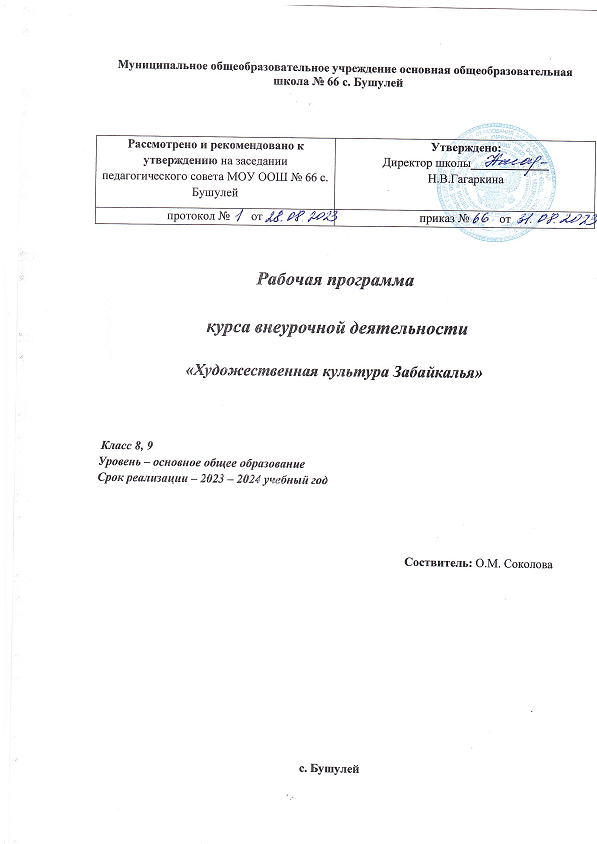 Муниципальное общеобразовательное учреждение основная общеобразовательная
школа № 66 с. Бушулей
Рассмотрено и рекомендовано к
утверждению на заседании
педагогического совета МОУ ООШ № 66 с.
Бушулей
протокол № 1 от 28.08.2023
Утверждено:
Директор школы
Н.В.Гагаркина
приказ № 66 от 31.08.2023
Рабочая программа
курса внеурочной деятельности
«Художественная культура Забайкалья»
Класс 8, 9
Уровень – основное общее образование
Срок реализации – 2023 – 2024 учебный год
Соствитель: О.М. Соколова
с. Бушулей